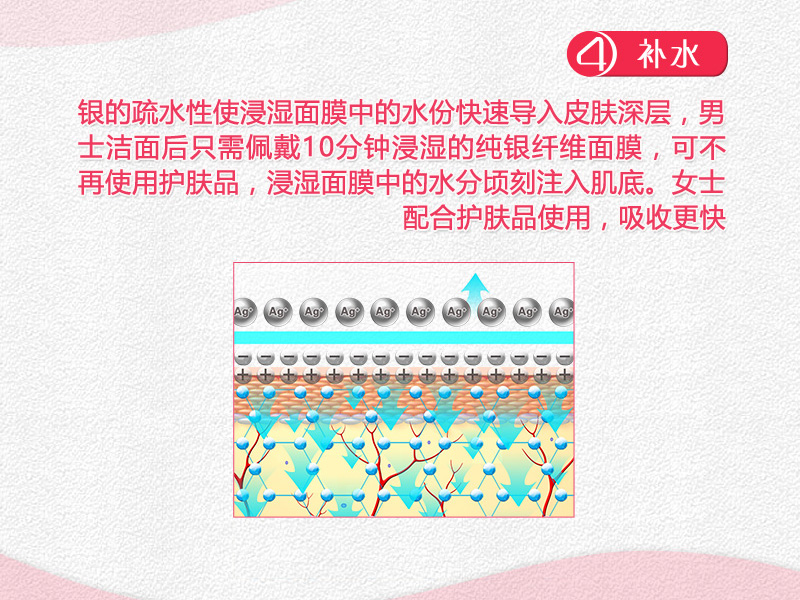 4 补水
银的疏水性使浸湿面膜中的水份快速导入皮肤深层，男
士洁面后只需佩戴10分钟浸湿的纯银纤维面膜，可不
再使用护肤品，浸湿面膜中的水分顷刻注入肌底。女士
配合护肤品使用，吸收更快
Ag+ Ag+ Ag+ Ag+ Ag+ Ag+ Ag+ Ag+ Ag+ Ag+
− − − − − − − − − − − − − − −
+ + + + + + + + + + + + + + +